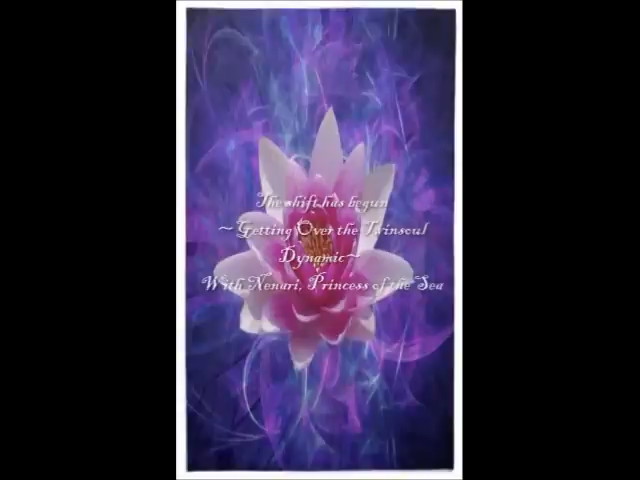 The shift has begun
~Getting Over the Twinsoul
Dynamic~
With Nenari, Princess of the Sea